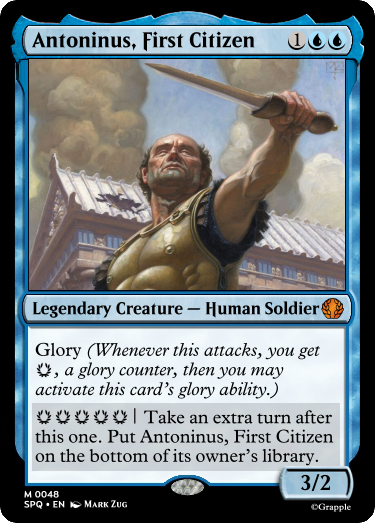 Antoninus, First Citizen 1
Legendary Creature — Human Soldier
Glory (Whenever this attacks, you get
, a glory counter, then you may
activate this card's glory ability.)
| Take an extra turn after
this one. Put Antoninus, First Citizen
on the bottom of its owner's library.
3/2
M 0048
SPQ • EN Mark Zug
©Grapple